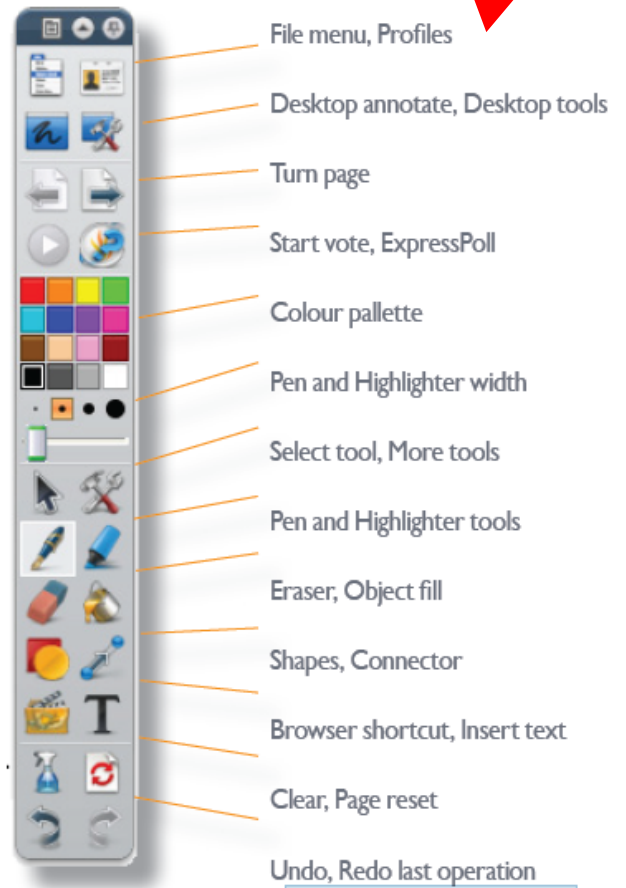 File menu, Profiles
Desktop annotate, Desktop tools
Turn page
Start vote, ExpressPoll
Colour pallette
Pen and Highlighter width
Select tool, More tools
Pen and Highlighter tools
Eraser, Object fill
Shapes, Connector
T
Browser shortcut, Insert text
Clear, Page reset
Undo, Redo last operation